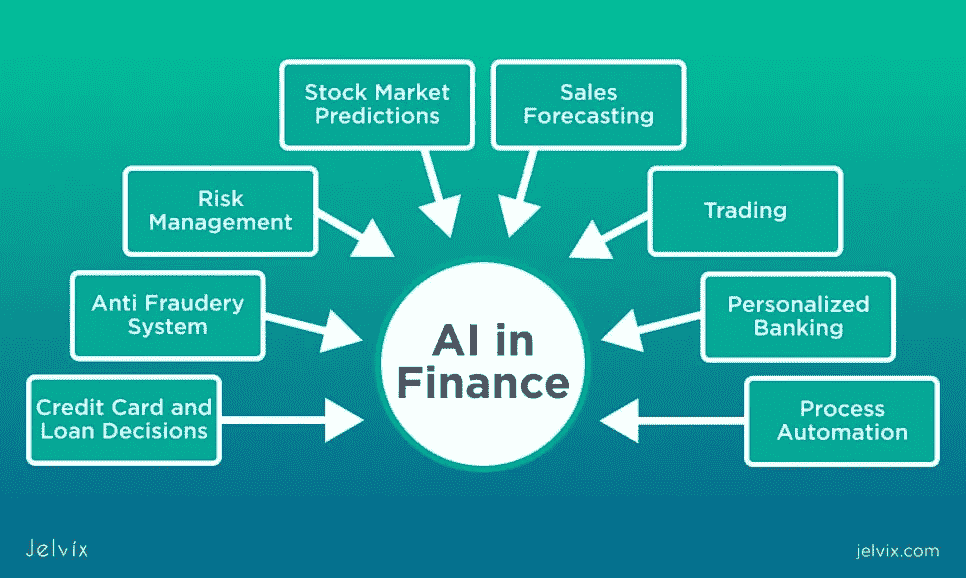 Stock Market
Predictions
Sales
Forecasting
Risk
Management
Trading
Anti Fraudery
System
Personalized
Banking
AI in
Finance
Credit Card and
Loan Decisions
Process
Automation
Jelvix
jelvix.com